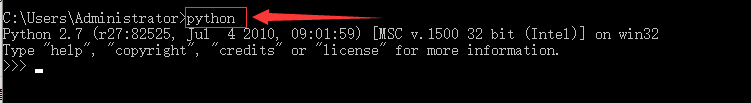 C:\Users\Administrator>python
Python 2.7 (r27:82525, Jul  4 2010, 09:01:59) [MSC v.1500 32 bit (Intel)] on win32
Type "help", "copyright", "credits" or "license" for more information.
>>>